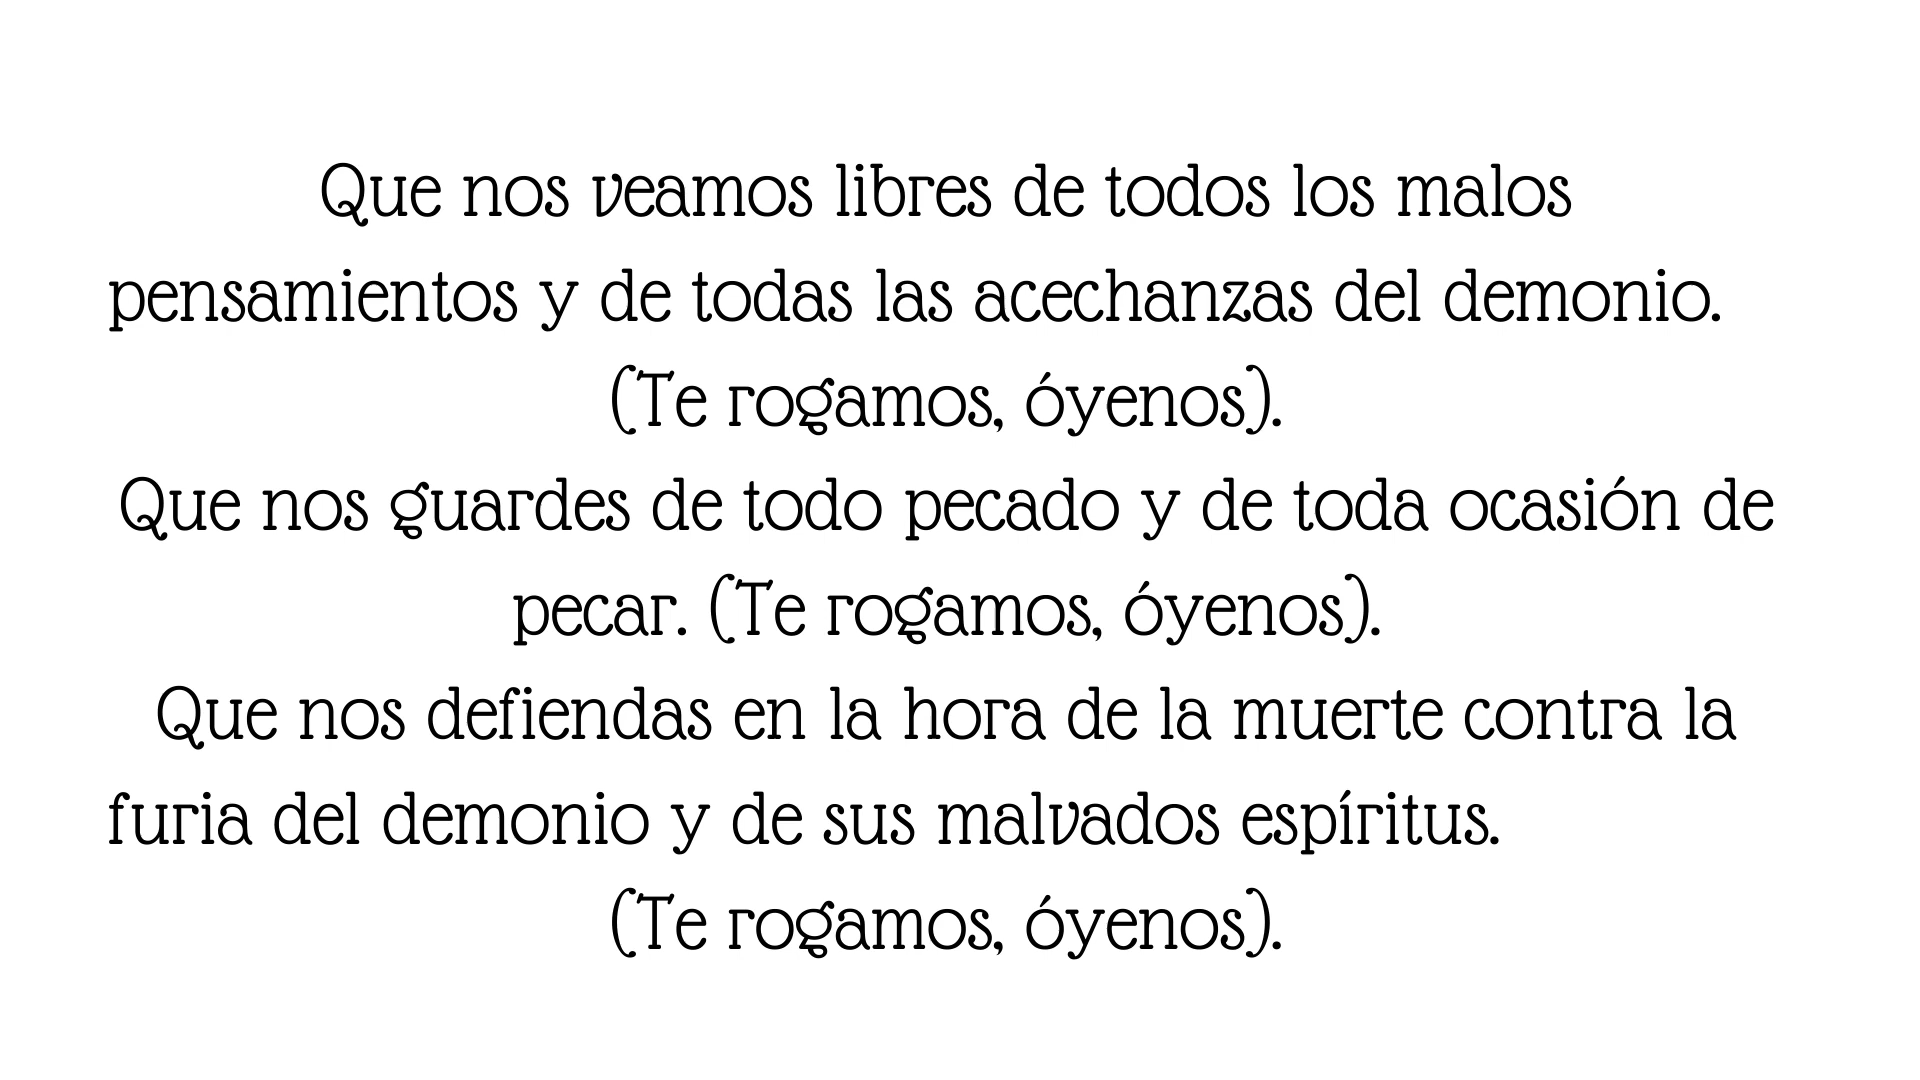 Que nos veamos libres de todos los malos
pensamientos y de todas las acechanzas del demonio.
(Te rogamos, óyenos).
Que nos guardes de todo pecado y de toda ocasión de
pecar. (Te rogamos, óyenos).
Que nos defiendas en la hora de la muerte contra la
furia del demonio y de sus malvados espíritus.
(Te rogamos, óyenos).